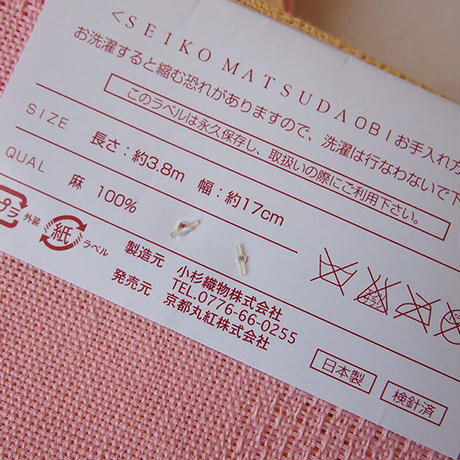 <SEIKO MATSUDA OBI お手入れ方
お洗濯すると縮む恐れがありますので、洗濯は行なわないで下
このラベルは永久保存し、取扱いの際にご利用下さい。
SIZE 長さ：約3.8m 幅：約17cm
QUAL 麻 100%
プラ 外装 紙 ラベル
製造元 小杉織物株式会社
TEL.0776-66-0255
発売元 京都丸紅株式会社
日本製 検針済